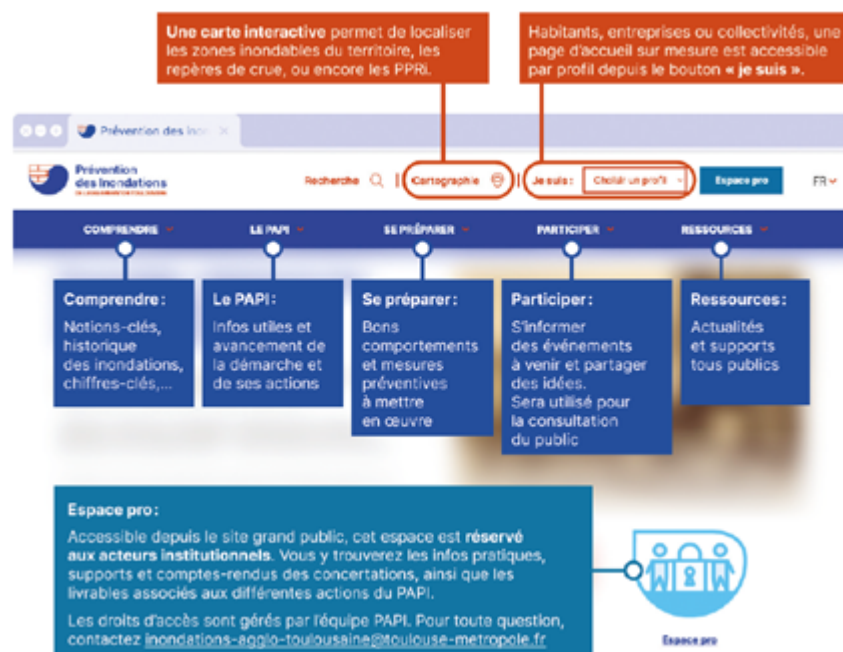 Une carte interactive permet de localiser
les zones inondables du territoire, les
repères de crue, ou encore les PPRi.
Habitants, entreprises ou collectivités, une
page d'accueil sur mesure est accessible
par profil depuis le bouton « je suis ».
Prévention des Inon
Prévention
des Inondations
Recherche
Cartographie
Je suis :
Choisir un profil
Espace pro
FR
COMPRENDRE
LE PAPI
SE PRÉPARER
PARTICIPER
RESSOURCES
Comprendre :
Notions-clés,
historique
des inondations,
chiffres-clés,...
Le PAPI :
Infos utiles et
avancement de
la démarche et
de ses actions
Se préparer :
Bons
comportements
et mesures
préventives
à mettre
en œuvre
Participer :
S'informer
des événements
à venir et partager
des idées.
Sera utilisé pour
la consultation
du public
Ressources :
Actualités
et supports
tous publics
Espace pro :
Accessible depuis le site grand public, cet espace est réservé
aux acteurs institutionnels. Vous y trouverez les infos pratiques,
supports et comptes-rendus des concertations, ainsi que les
livrables associés aux différentes actions du PAPI.
Les droits d'accès sont gérés par l'équipe PAPI. Pour toute question,
contactez inondations-agglo-toulousaine@toulouse-metropole.fr
Espace pro